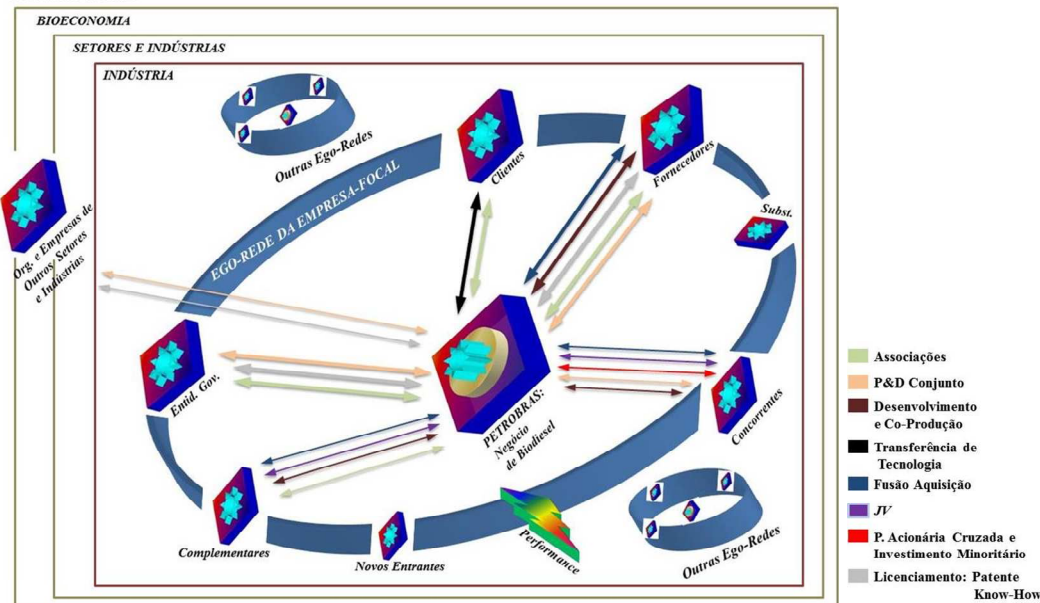 BIOECONOMIA
SETORES E INDÚSTRIAS
INDÚSTRIA
Outras Ego-Redes
EGO-REDE DA EMPRESA-FOCAL
Clientes
Fornecedores
Subst.
Org. e Empresas de
Outros Setores
e Indústrias
Entid. Gov.
PETROBRAS:
Negócio
de Biodiesel
Concorrentes
Complementares
Novos Entrantes
Performance
Outras Ego-Redes
Associações
P&D Conjunto
Desenvolvimento
e Co-Produção
Transferência de
Tecnologia
Fusão Aquisição
JV
P. Acionária Cruzada e
Investimento Minoritário
Licenciamento: Patente
Know-How